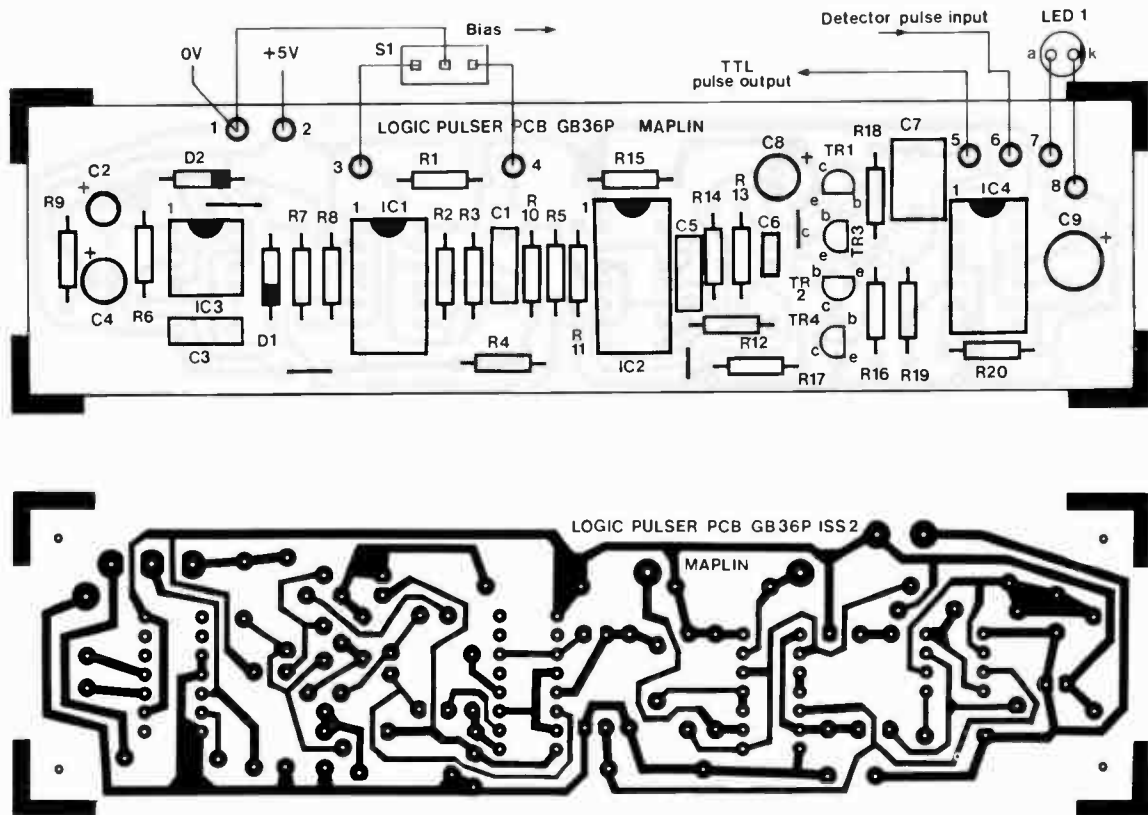 Detector pulse input
LED 1
Bias
S1
0V
+5V
TTL
pulse output
a
k
1
2
LOGIC PULSER PCB GB36P MAPLIN
3
4
5
6
7
8
R9
C2
+
D2
R1
R15
C8
+
TR1
R18
C7
c
e
b
+
C4
R6
1
IC3
C3
R7
R8
D1
1
IC1
R2
R3
C1
R
10
R5
R
11
R4
1
IC2
C5
R14
R
13
C6
c
b
e
TR3
b
e
TR
2
c
TR4
b
c
e
R12
R17
R16
R19
1
IC4
R20
C9
+
LOGIC PULSER PCB GB36P ISS2
MAPLIN